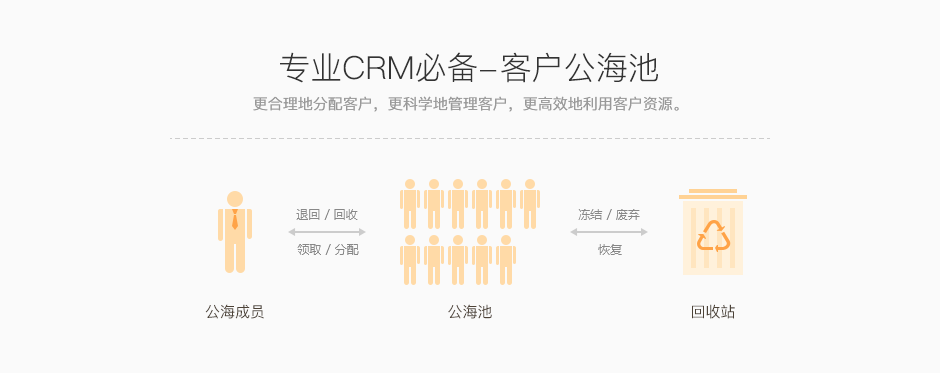 专业CRM必备-客户公海池
更合理地分配客户，更科学地管理客户，更高效地利用客户资源。
退回 / 回收
领取 / 分配
冻结 / 废弃
恢复
公海成员
公海池
回收站